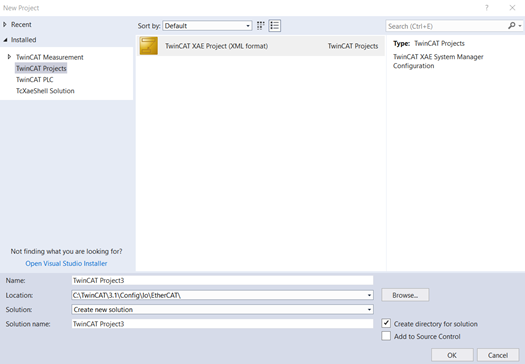 New Project
? ×
Recent
Sort by: Default
Search (Ctrl+E)
Installed
TwinCAT Measurement
TwinCAT Projects
TwinCAT PLC
TcXaeShell Solution
TwinCAT XAE Project (XML format) TwinCAT Projects
Type: TwinCAT Projects
TwinCAT XAE System Manager
Configuration
Not finding what you are looking for?
Open Visual Studio Installer
Name: TwinCAT Project3
Location: C:\TwinCAT\3.1\Config\Io\EtherCAT\ Browse...
Solution: Create new solution
Solution name: TwinCAT Project3
Create directory for solution
Add to Source Control
OK Cancel